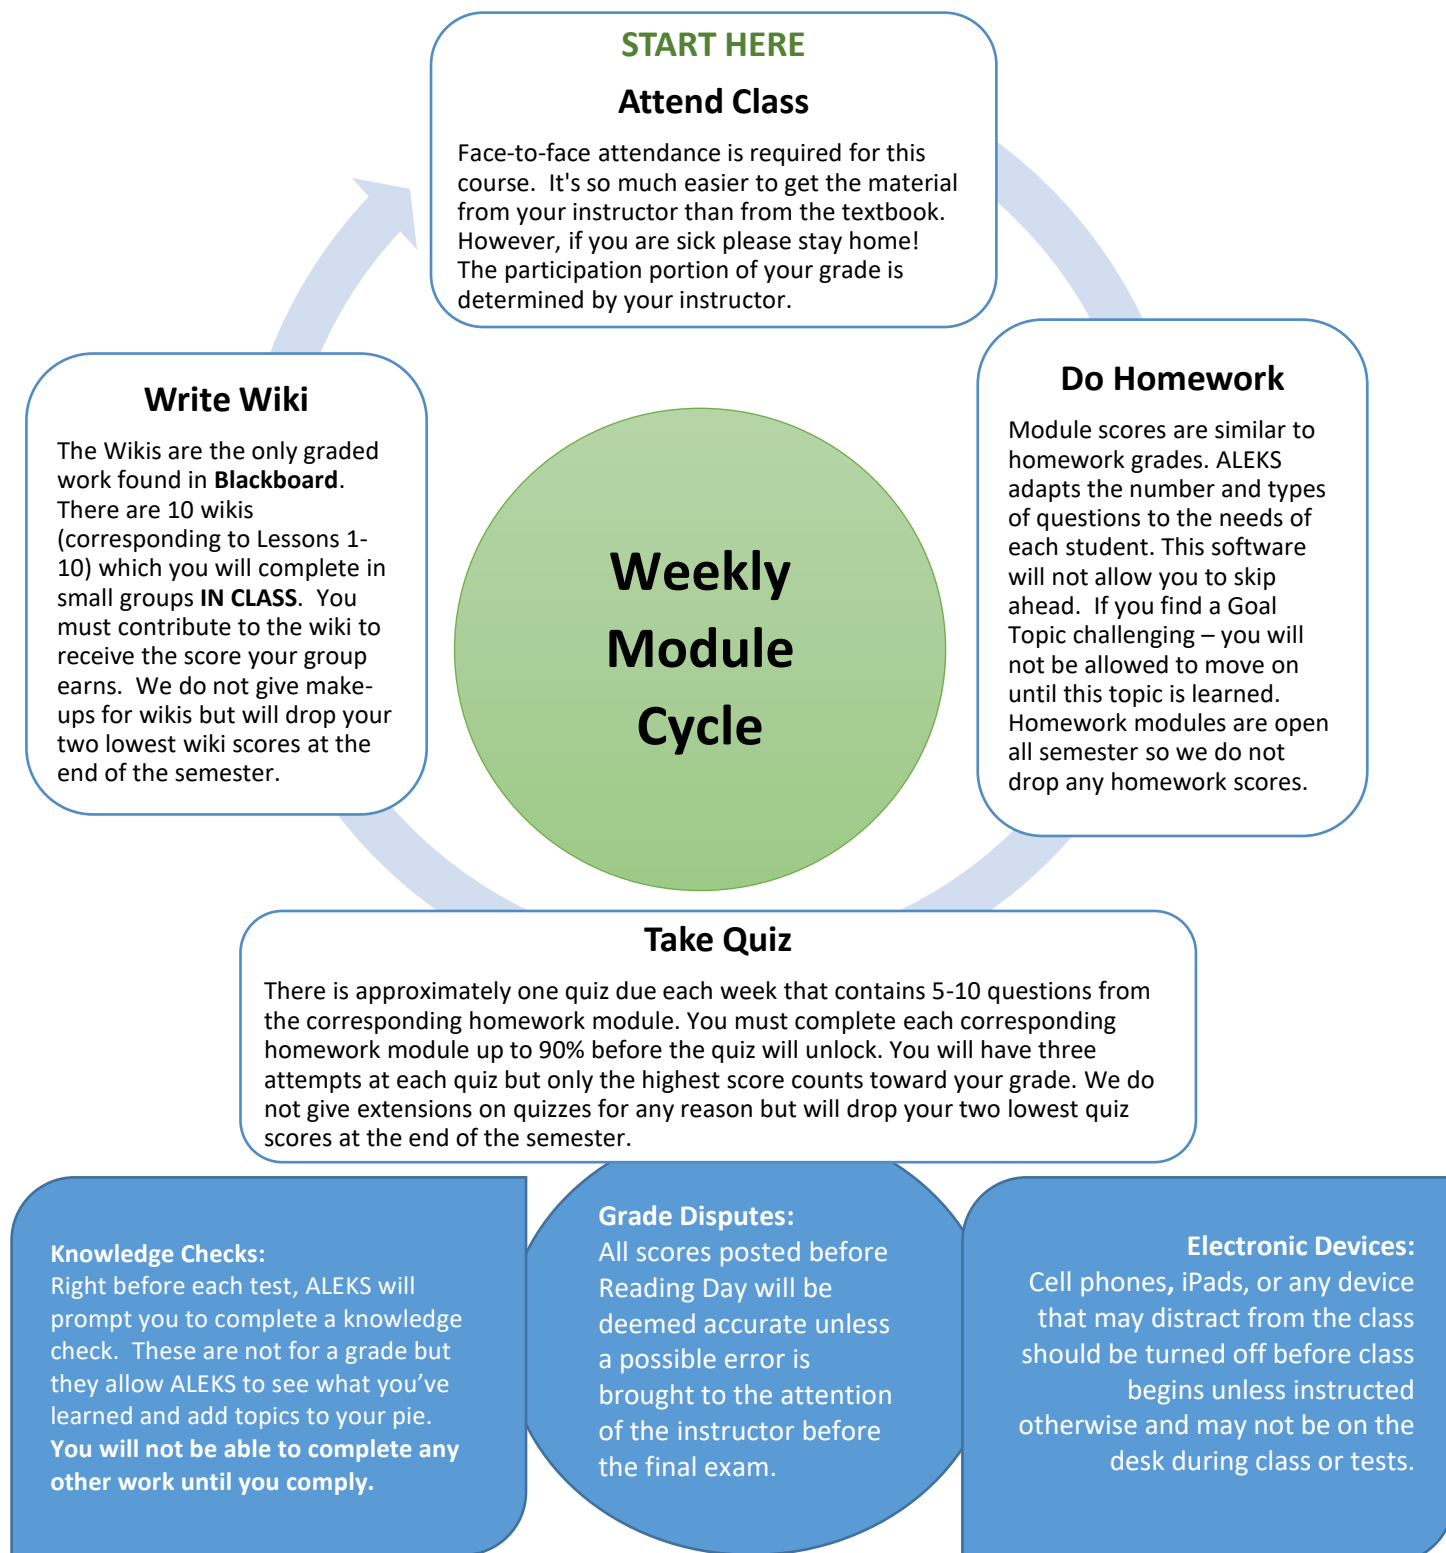 START HERE
Attend Class
Face-to-face attendance is required for this
course.  It's so much easier to get the material
from your instructor than from the textbook.
However, if you are sick please stay home!
The participation portion of your grade is
determined by your instructor.
Do Homework
Module scores are similar to
homework grades. ALEKS
adapts the number and types
of questions to the needs of
each student. This software
will not allow you to skip
ahead.  If you find a Goal
Topic challenging – you will
not be allowed to move on
until this topic is learned.
Homework modules are open
all semester so we do not
drop any homework scores.
Take Quiz
There is approximately one quiz due each week that contains 5-10 questions from
the corresponding homework module. You must complete each corresponding
homework module up to 90% before the quiz will unlock. You will have three
attempts at each quiz but only the highest score counts toward your grade. We do
not give extensions on quizzes for any reason but will drop your two lowest quiz
scores at the end of the semester.
Write Wiki
The Wikis are the only graded
work found in Blackboard.
There are 10 wikis
(corresponding to Lessons 1-
10) which you will complete in
small groups IN CLASS.  You
must contribute to the wiki to
receive the score your group
earns.  We do not give make-
ups for wikis but will drop your
two lowest wiki scores at the
end of the semester.
Weekly
Module
Cycle
Knowledge Checks:
Right before each test, ALEKS will
prompt you to complete a knowledge
check.  These are not for a grade but
they allow ALEKS to see what you’ve
learned and add topics to your pie.
You will not be able to complete any
other work until you comply.
Grade Disputes:
All scores posted before
Reading Day will be
deemed accurate unless
a possible error is
brought to the attention
of the instructor before
the final exam.
Electronic Devices:
Cell phones, iPads, or any device
that may distract from the class
should be turned off before class
begins unless instructed
otherwise and may not be on the
desk during class or tests.